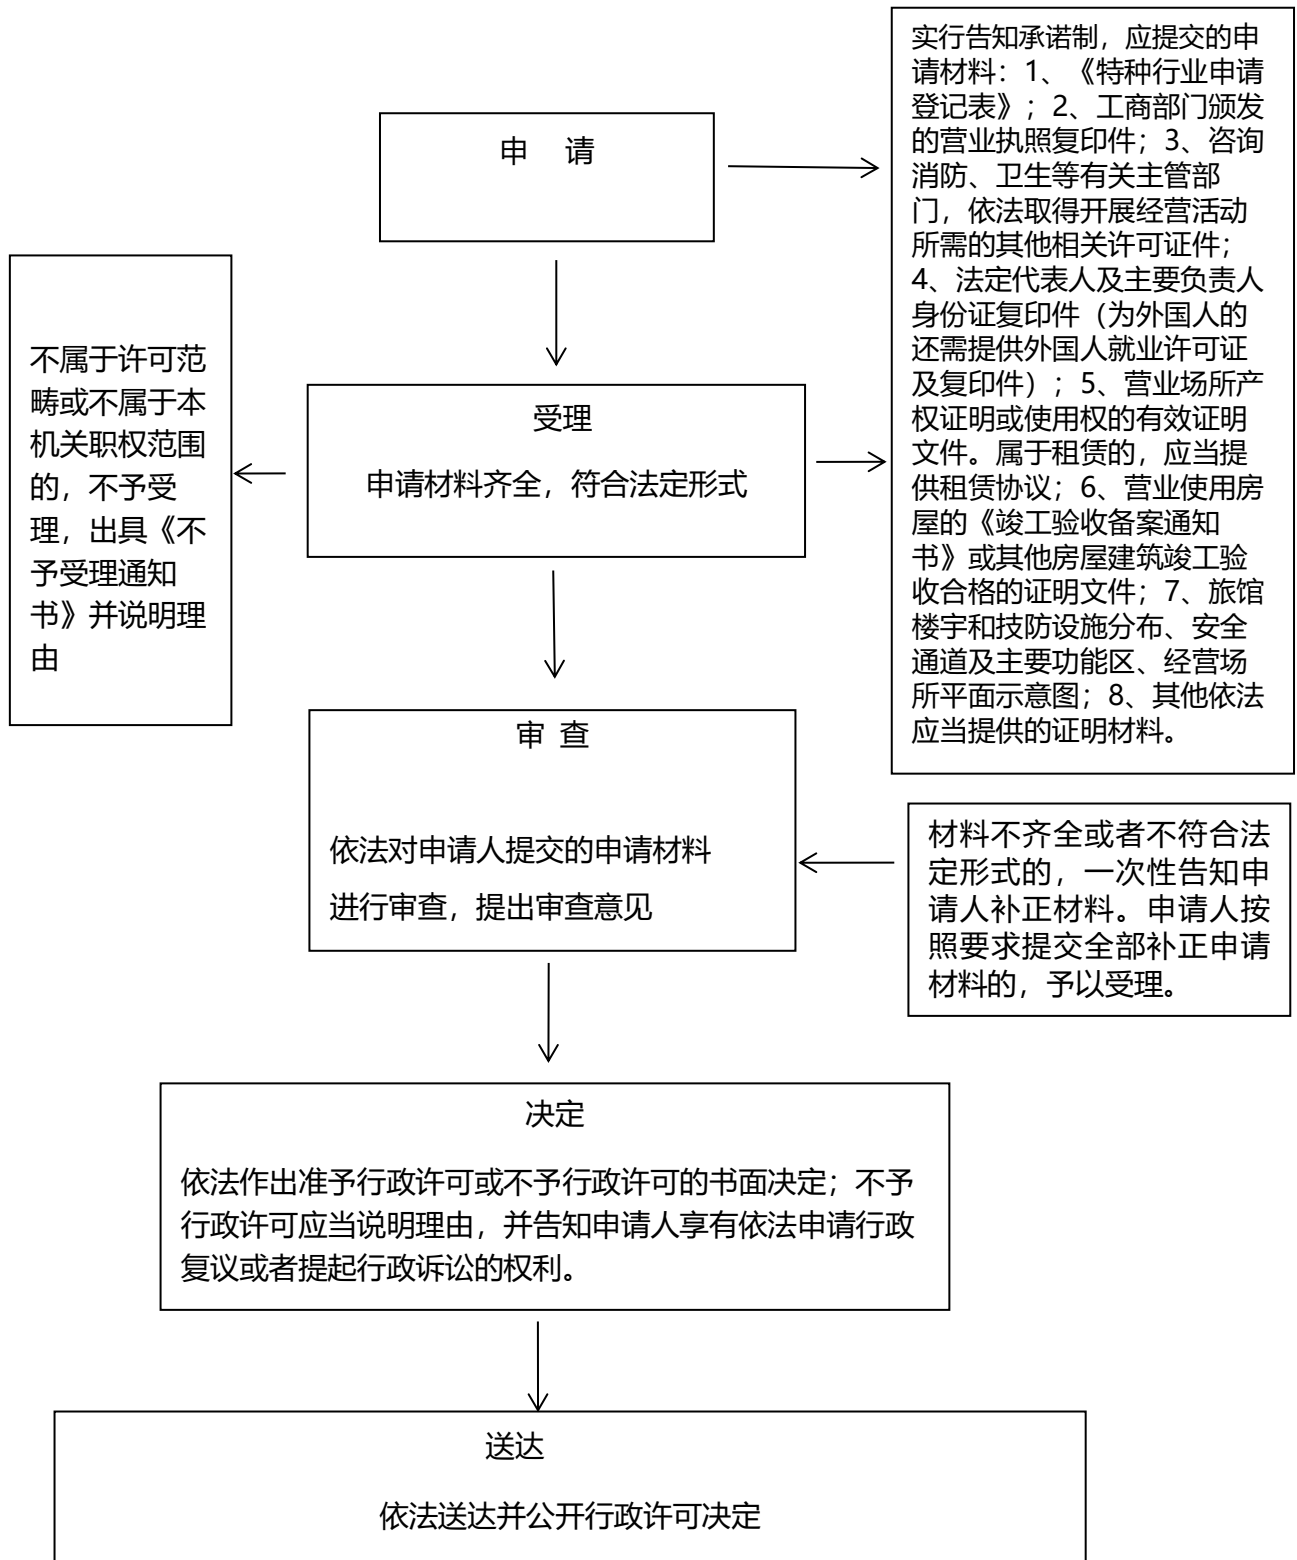 申 请
实行告知承诺制，应提交的申
请材料：1、《特种行业申请
登记表》；2、工商部门颁发
的营业执照复印件；3、咨询
消防、卫生等有关主管部
门，依法取得开展经营活动
所需的其他相关许可证件；
4、法定代表人及主要负责人
身份证复印件（为外国人的
还需提供外国人就业许可证
及复印件）；5、营业场所产
权证明或使用权的有效证明
文件。属于租赁的，应当提
供租赁协议；6、营业使用房
屋的《竣工验收备案通知
书》或其他房屋建筑竣工验
收合格的证明文件；7、旅馆
楼宇和技防设施分布、安全
通道及主要功能区、经营场
所平面示意图；8、其他依法
应当提供的证明材料。
不属于许可范
畴或不属于本
机关职权范围
的，不予受
理，出具《不
予受理通知
书》并说明理
由
受理
申请材料齐全，符合法定形式
审 查
依法对申请人提交的申请材料
进行审查，提出审查意见
材料不齐全或者不符合法
定形式的，一次性告知申
请人补正材料。申请人按
照要求提交全部补正申请
材料的，予以受理。
决定
依法作出准予行政许可或不予行政许可的书面决定；不予
行政许可应当说明理由，并告知申请人享有依法申请行政
复议或者提起行政诉讼的权利。
送达
依法送达并公开行政许可决定